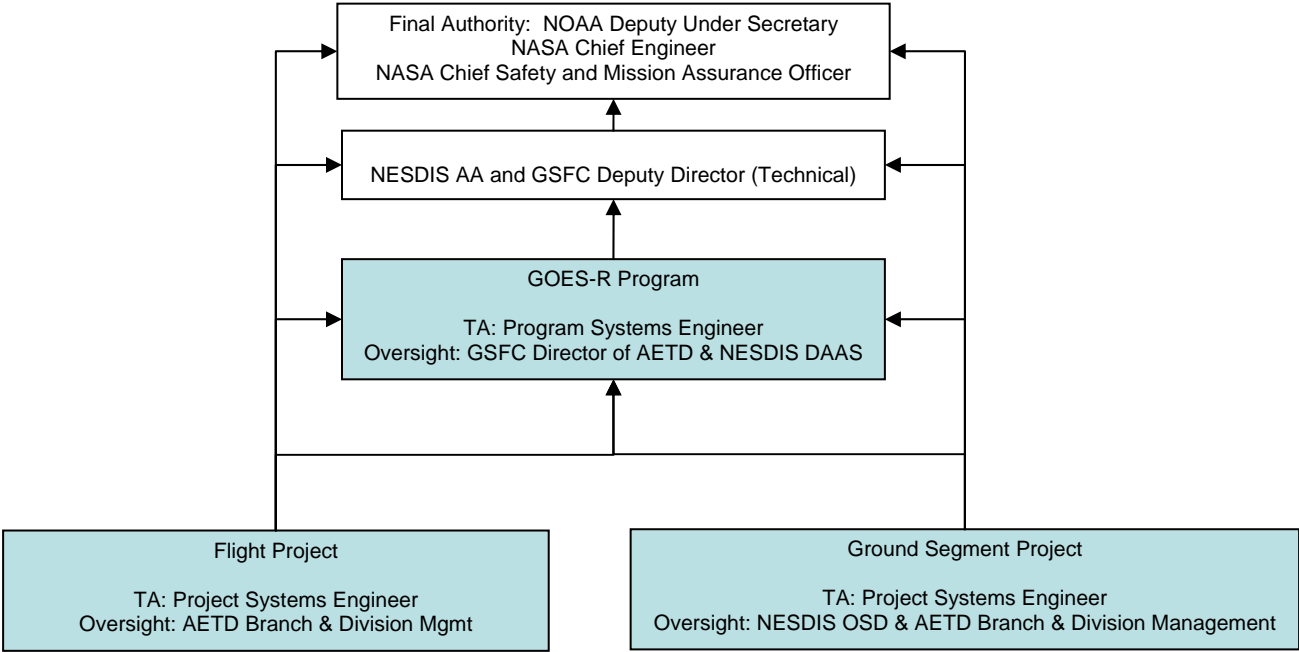 Final Authority: NOAA Deputy Under Secretary
NASA Chief Engineer
NASA Chief Safety and Mission Assurance Officer
NESDIS AA and GSFC Deputy Director (Technical)
GOES-R Program
TA: Program Systems Engineer
Oversight: GSFC Director of AETD & NESDIS DAAS
Flight Project
TA: Project Systems Engineer
Oversight: AETD Branch & Division Mgmt
Ground Segment Project
TA: Project Systems Engineer
Oversight: NESDIS OSD & AETD Branch & Division Management